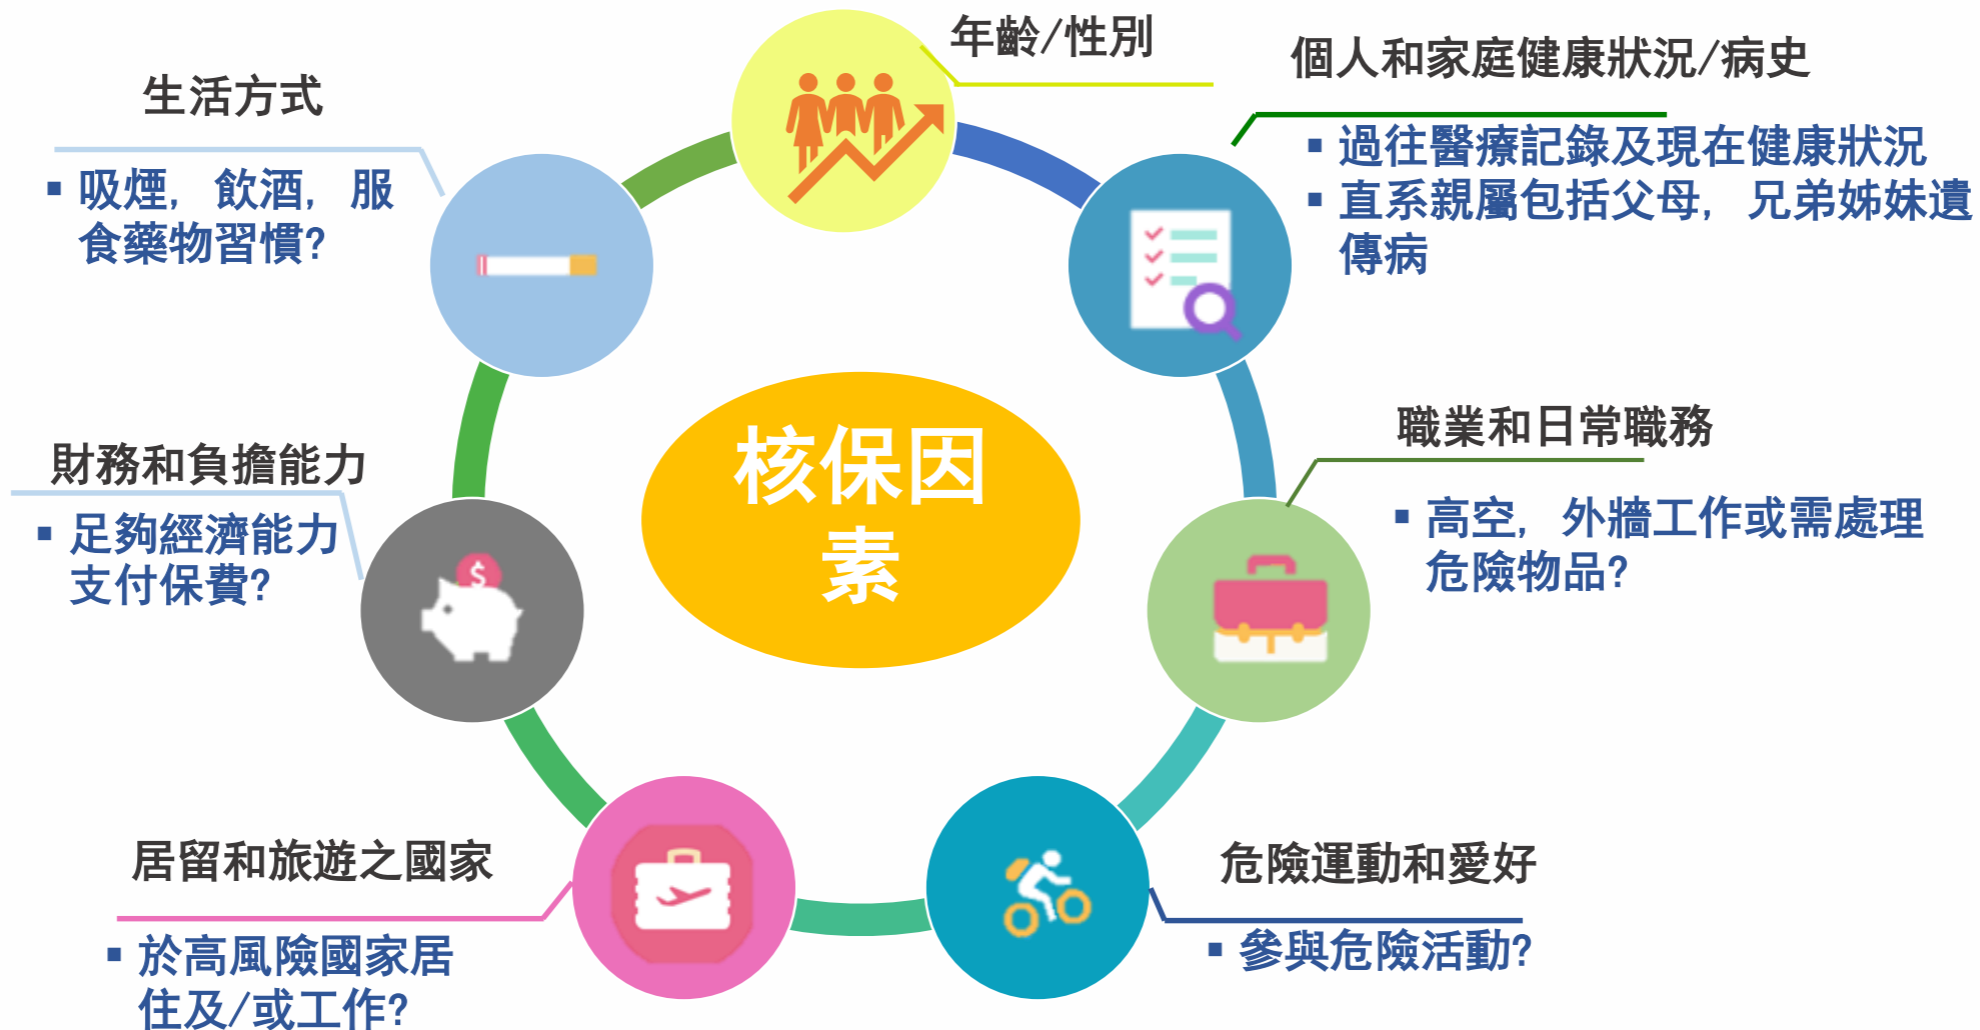 年齡/性別
個人和家庭健康狀況/病史
▪ 過往醫療記錄及現在健康狀況
▪ 直系親屬包括父母, 兄弟姊妹遺
傳病
職業和日常職務
▪ 高空, 外牆工作或需處理
危險物品?
危險運動和愛好
▪ 參與危險活動?
居留和旅遊之國家
▪ 於高風險國家居
住及/或工作?
財務和負擔能力
▪ 足夠經濟能力
支付保費?
$
生活方式
▪ 吸煙, 飲酒, 服
食藥物習慣?
核保因
素